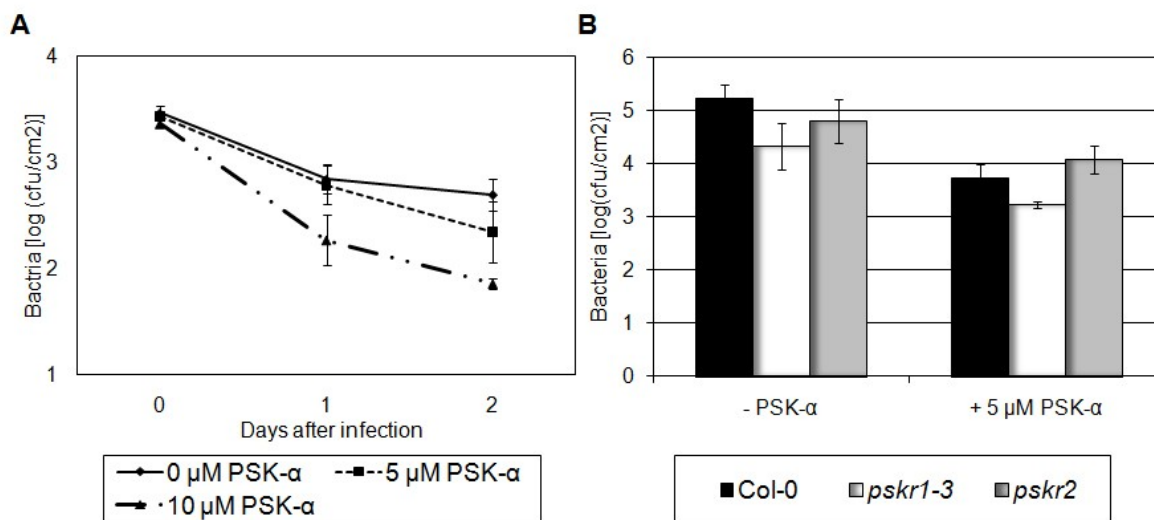 A
Bactria [log (cfu/cm2)]
4
3
2
1
0 1 2
Days after infection
0 µM PSK-α 5 µM PSK-α
10 µM PSK-α
B
Bacteria [log(cfu/cm2)]
6
5
4
3
2
1
0
- PSK-α + 5 µM PSK-α
Col-0 pskr1-3 pskr2